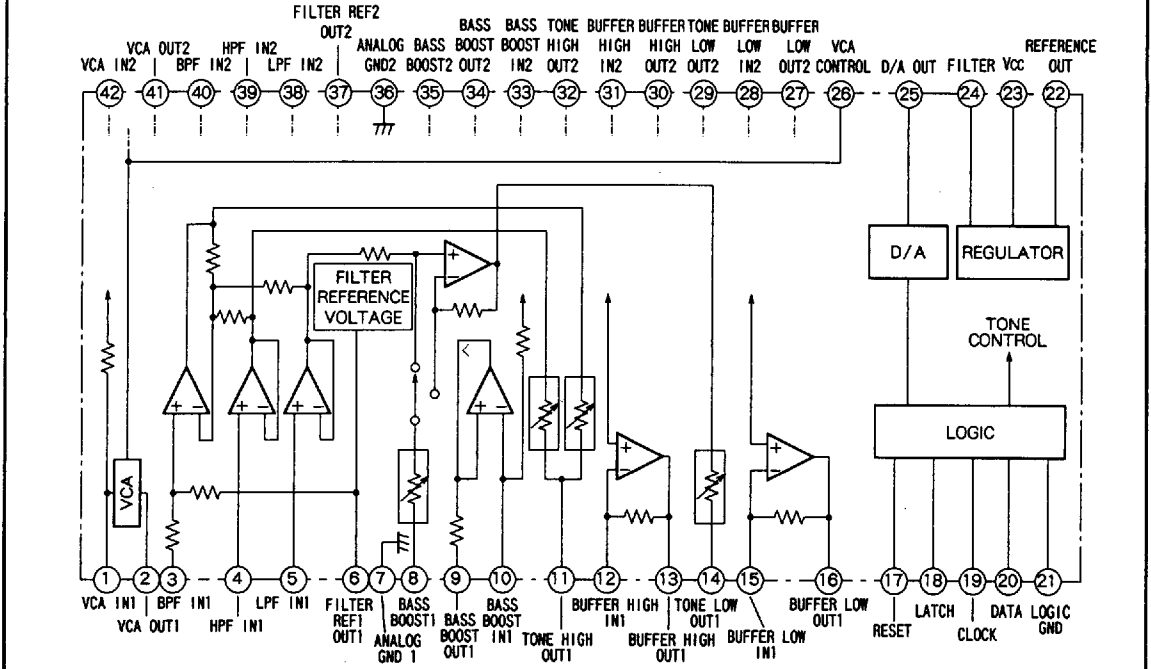 FILTER REF2
OUT2
VCA OUT2
HPF IN2
VCA IN2
BPF IN2
LPF IN2
ANALOG
GND2
BASS
BOOST2
BASS
BOOST
OUT2
BASS
BOOST
IN2
TONE
HIGH
OUT2
BUFFER
HIGH
IN2
BUFFER
HIGH
OUT2
TONE
LOW
OUT2
BUFFER
LOW
IN2
BUFFER
LOW
OUT2
VCA
CONTROL
D/A OUT
FILTER
VCC
REFERENCE
OUT
42 41 40 39 38 37 36 35 34 33 32 31 30 29 28 27 26 25 24 23 22
D/A
REGULATOR
FILTER
REFERENCE
VOLTAGE
+
−
TONE
CONTROL
+ −
+ −
+ −
+ −
LOGIC
+
−
+
−
VCA
1 2 3 4 5 6 7 8 9 10 11 12 13 14 15 16 17 18 19 20 21
VCA IN1
VCA OUT1
BPF IN1
HPF IN1
LPF IN1
FILTER
REF1
OUT1
ANALOG
GND 1
BASS
BOOST1
BASS
BOOST
OUT1
BASS
BOOST
IN1
TONE HIGH
OUT1
BUFFER HIGH
IN1
BUFFER HIGH
OUT1
TONE LOW
OUT1
BUFFER LOW
IN1
BUFFER LOW
OUT1
RESET
LATCH
CLOCK
DATA
LOGIC
GND